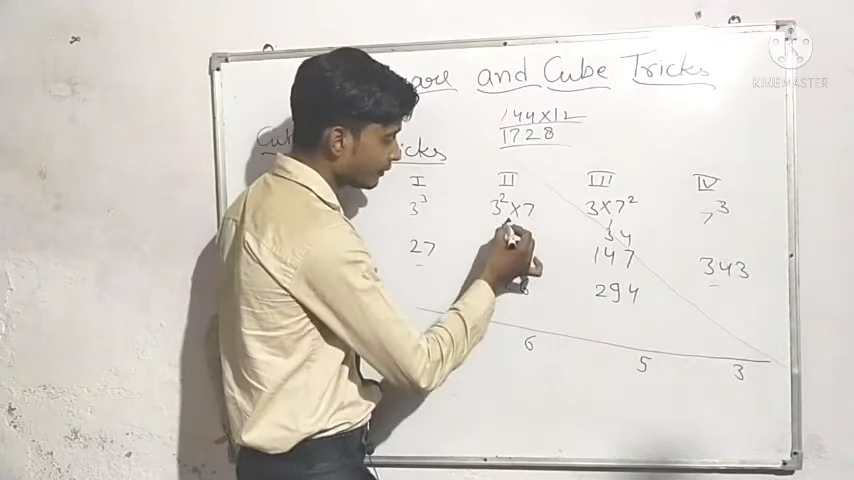 and Cube Tricks
KINEMASTER
144x12
1728
I II III IV
3³ 3²x7 3x7² 7³
34
27 147 343
294
6 5 3